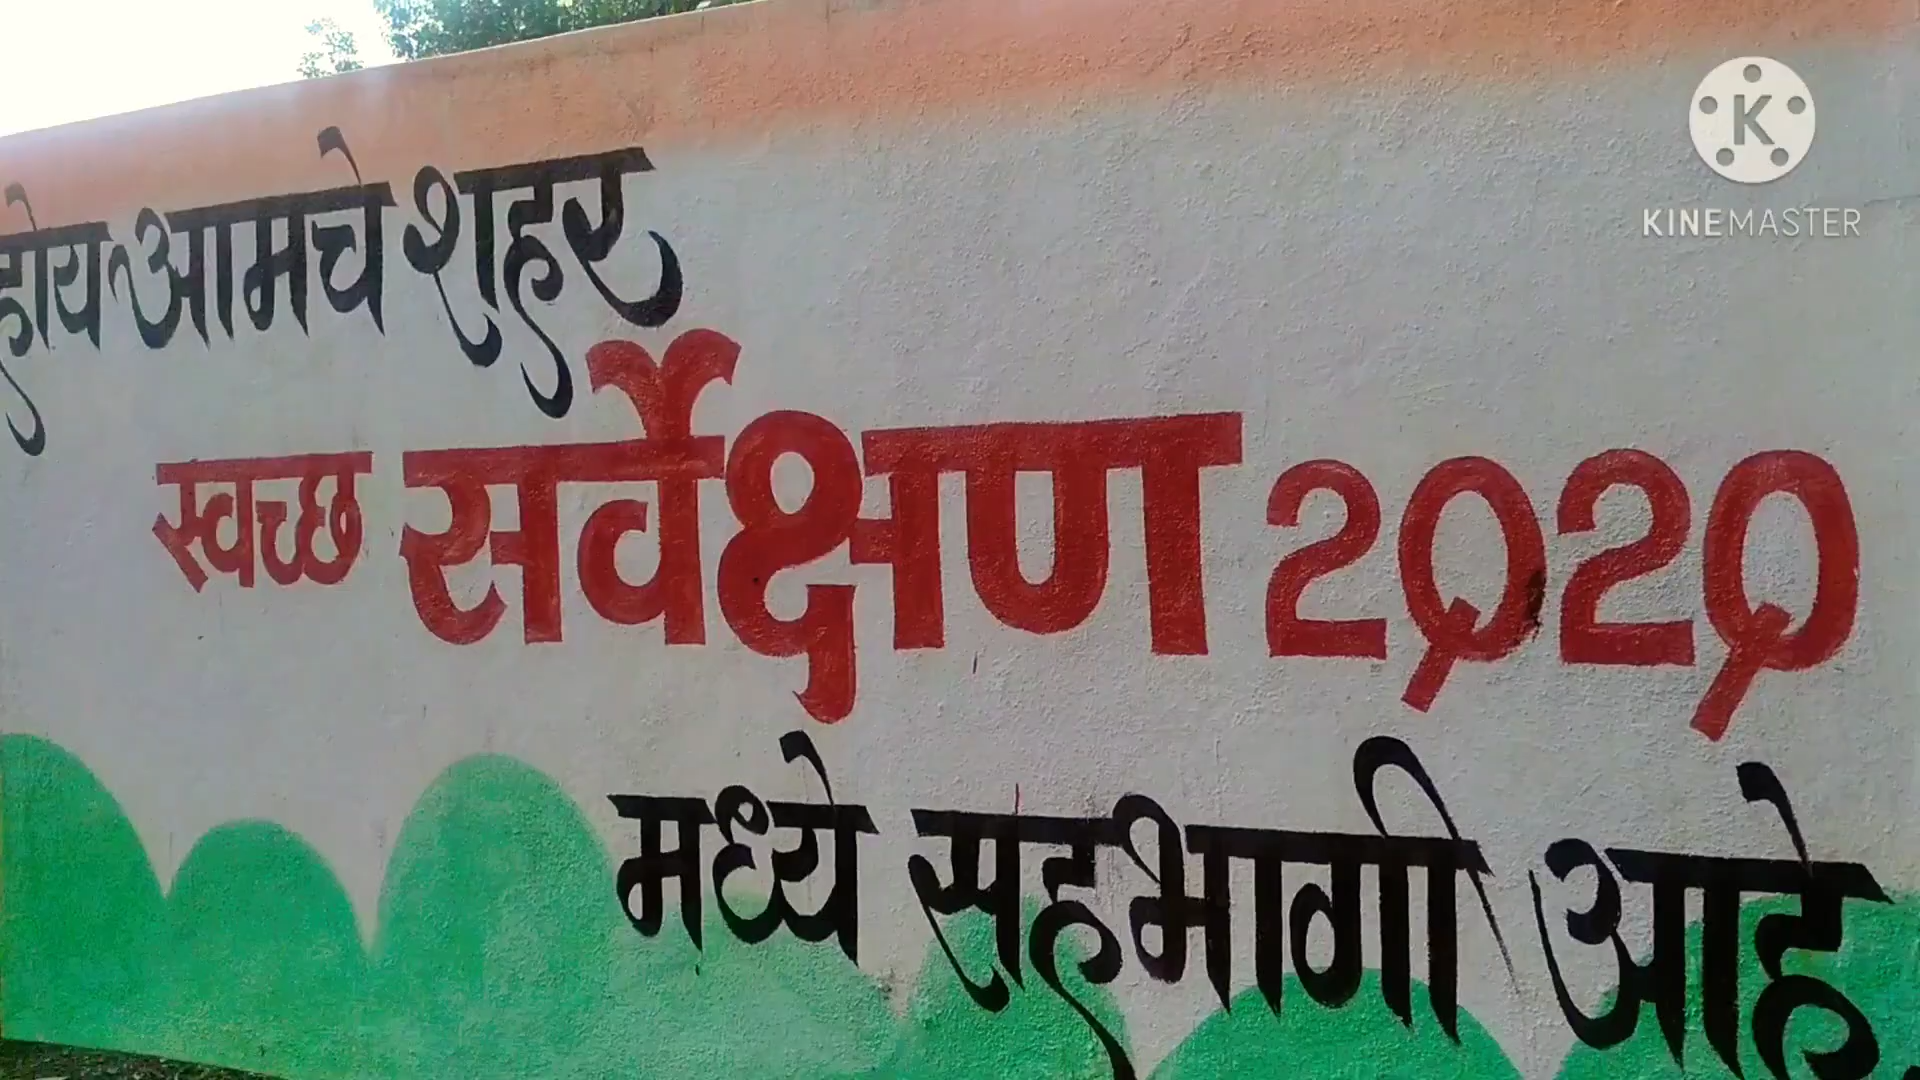 होय आमचे शहर
स्वच्छ सर्वेक्षण 2020
मध्ये सहभागी आहे.
KINEMASTER